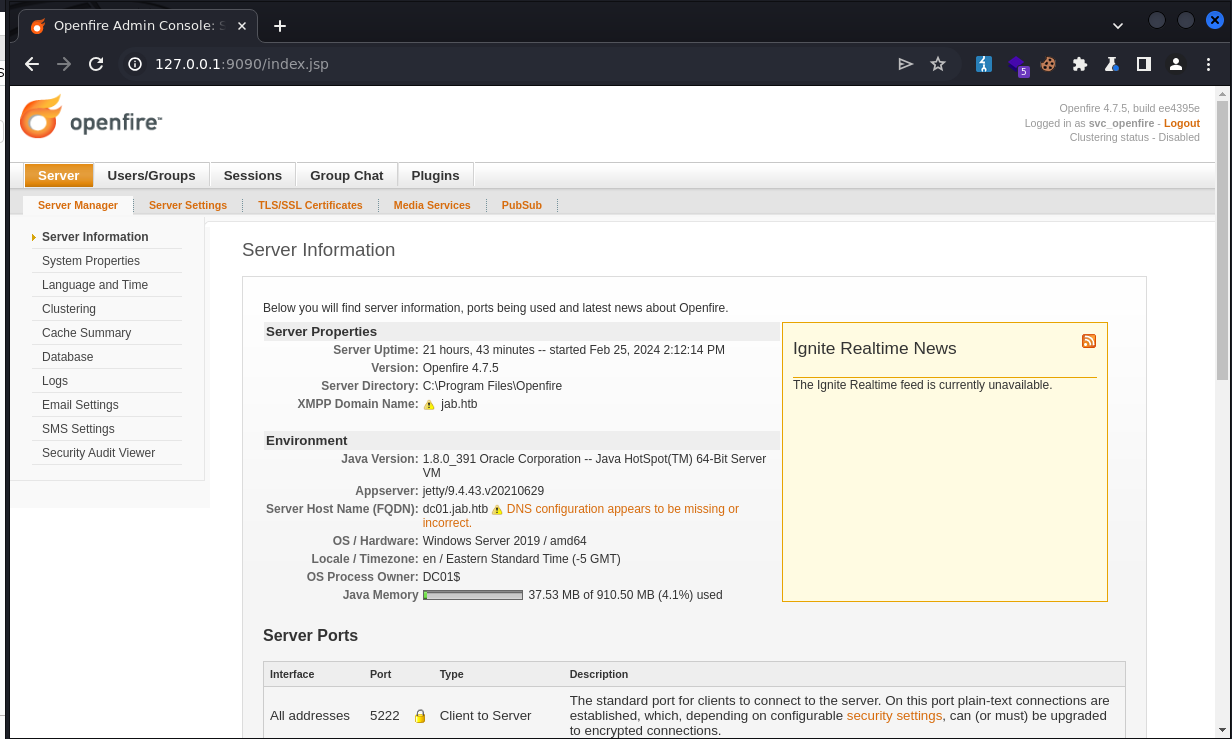 Openfire Admin Console: S
127.0.0.1:9090/index.jsp
5
openfire™
Openfire 4.7.5, build ee4395e
Logged in as svc_openfire - Logout
Clustering status - Disabled
Server Users/Groups Sessions Group Chat Plugins
Server Manager Server Settings TLS/SSL Certificates Media Services PubSub
Server Information
System Properties
Language and Time
Clustering
Cache Summary
Database
Logs
Email Settings
SMS Settings
Security Audit Viewer
Server Information
Below you will find server information, ports being used and latest news about Openfire.
Server Properties
Server Uptime: 21 hours, 43 minutes -- started Feb 25, 2024 2:12:14 PM
Version: Openfire 4.7.5
Server Directory: C:\Program Files\Openfire
XMPP Domain Name: jab.htb
Environment
Java Version: 1.8.0_391 Oracle Corporation -- Java HotSpot(TM) 64-Bit Server
VM
Appserver: jetty/9.4.43.v20210629
Server Host Name (FQDN): dc01.jab.htb DNS configuration appears to be missing or
incorrect.
OS / Hardware: Windows Server 2019 / amd64
Locale / Timezone: en / Eastern Standard Time (-5 GMT)
OS Process Owner: DC01$
Java Memory 37.53 MB of 910.50 MB (4.1%) used
Ignite Realtime News
The Ignite Realtime feed is currently unavailable.
Server Ports
Interface Port Type Description
All addresses 5222 Client to Server The standard port for clients to connect to the server. On this port plain-text connections are
established, which, depending on configurable security settings, can (or must) be upgraded
to encrypted connections.